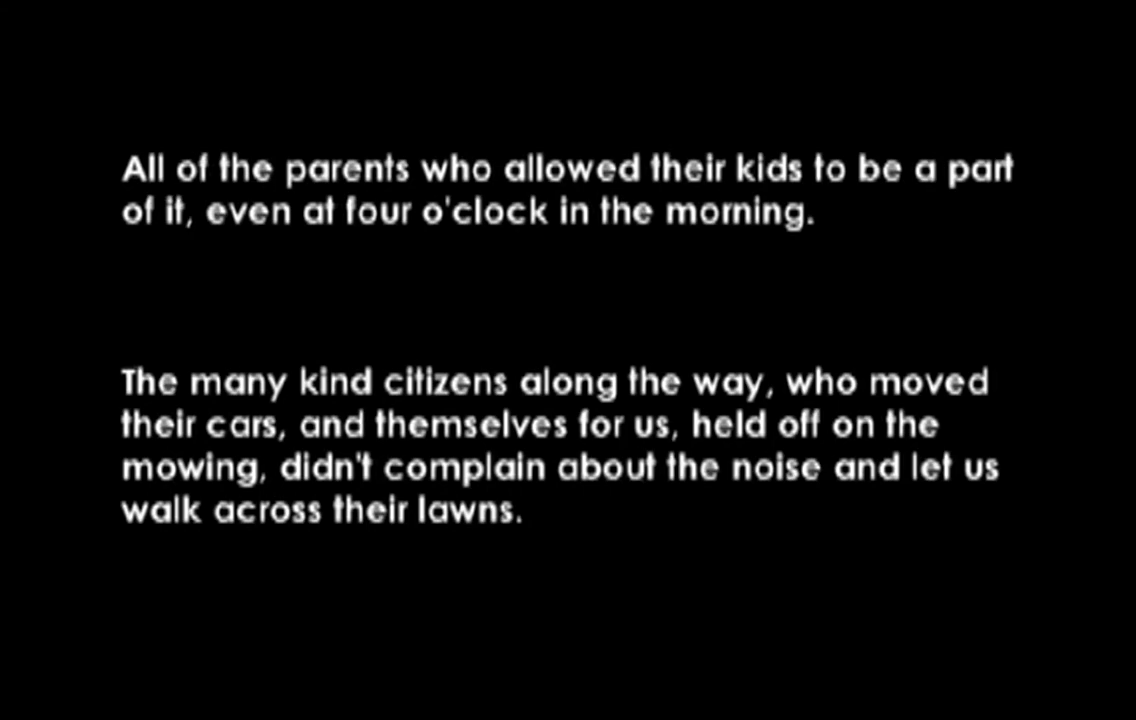 All of the parents who allowed their kids to be a part
of it, even at four o'clock in the morning.
The many kind citizens along the way, who moved
their cars, and themselves for us, held off on the
mowing, didn't complain about the noise and let us
walk across their lawns.